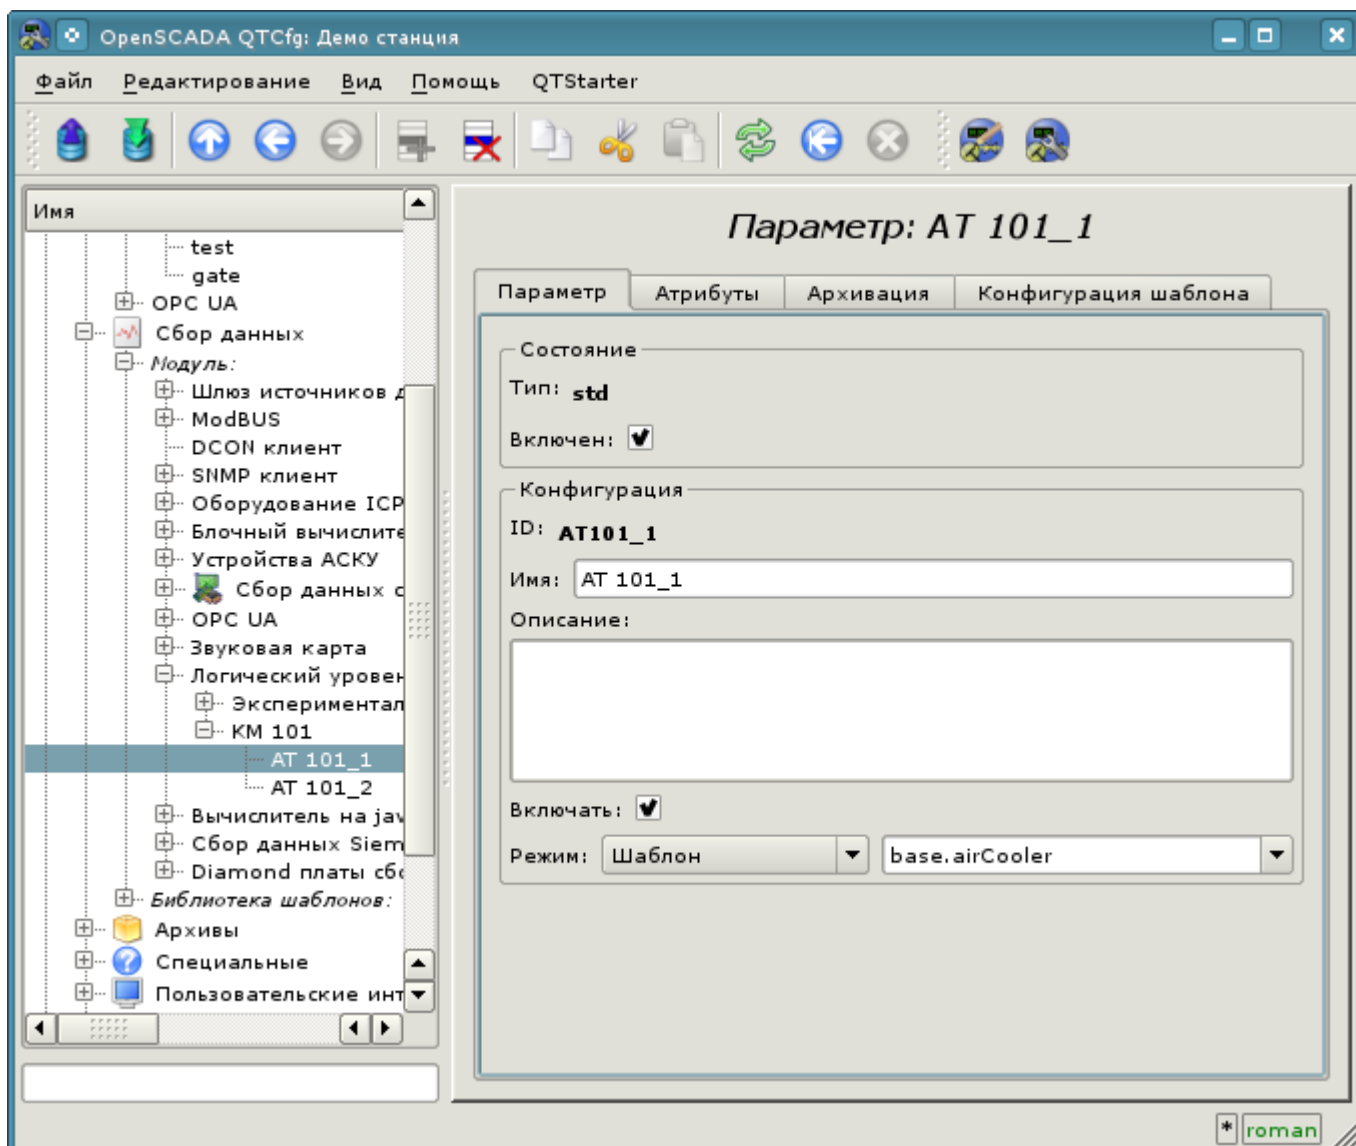 OpenSCADA QTCfg: Демо станция
Файл Редактирование Вид Помощь QTStarter
Имя
test
gate
OPC UA
Сбор данных
Модуль:
Шлюз источников д
ModBUS
DCON клиент
SNMP клиент
Оборудование ICP
Блочный вычислите
Устройства АСКУ
Сбор данных с
OPC UA
Звуковая карта
Логический уровен
Экспериментал
КМ 101
AT 101_1
AT 101_2
Вычислитель на jav
Сбор данных Siem
Diamond платы сбо
Библиотека шаблонов:
Архивы
Специальные
Пользовательские инт
Параметр: AT 101_1
Параметр Атрибуты Архивация Конфигурация шаблона
Состояние
Тип: std
Включен:
Конфигурация
ID: AT101_1
Имя: AT 101_1
Описание:
Включать:
Режим: Шаблон base.airCooler
* roman